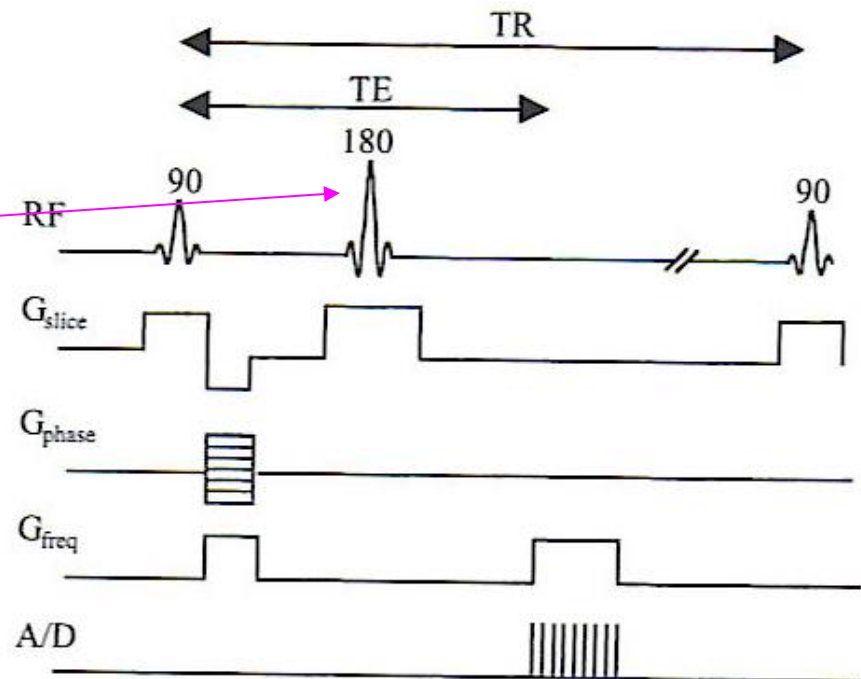 TR
TE
180
90
90
RF
Gslice
Gphase
Gfreq
A/D